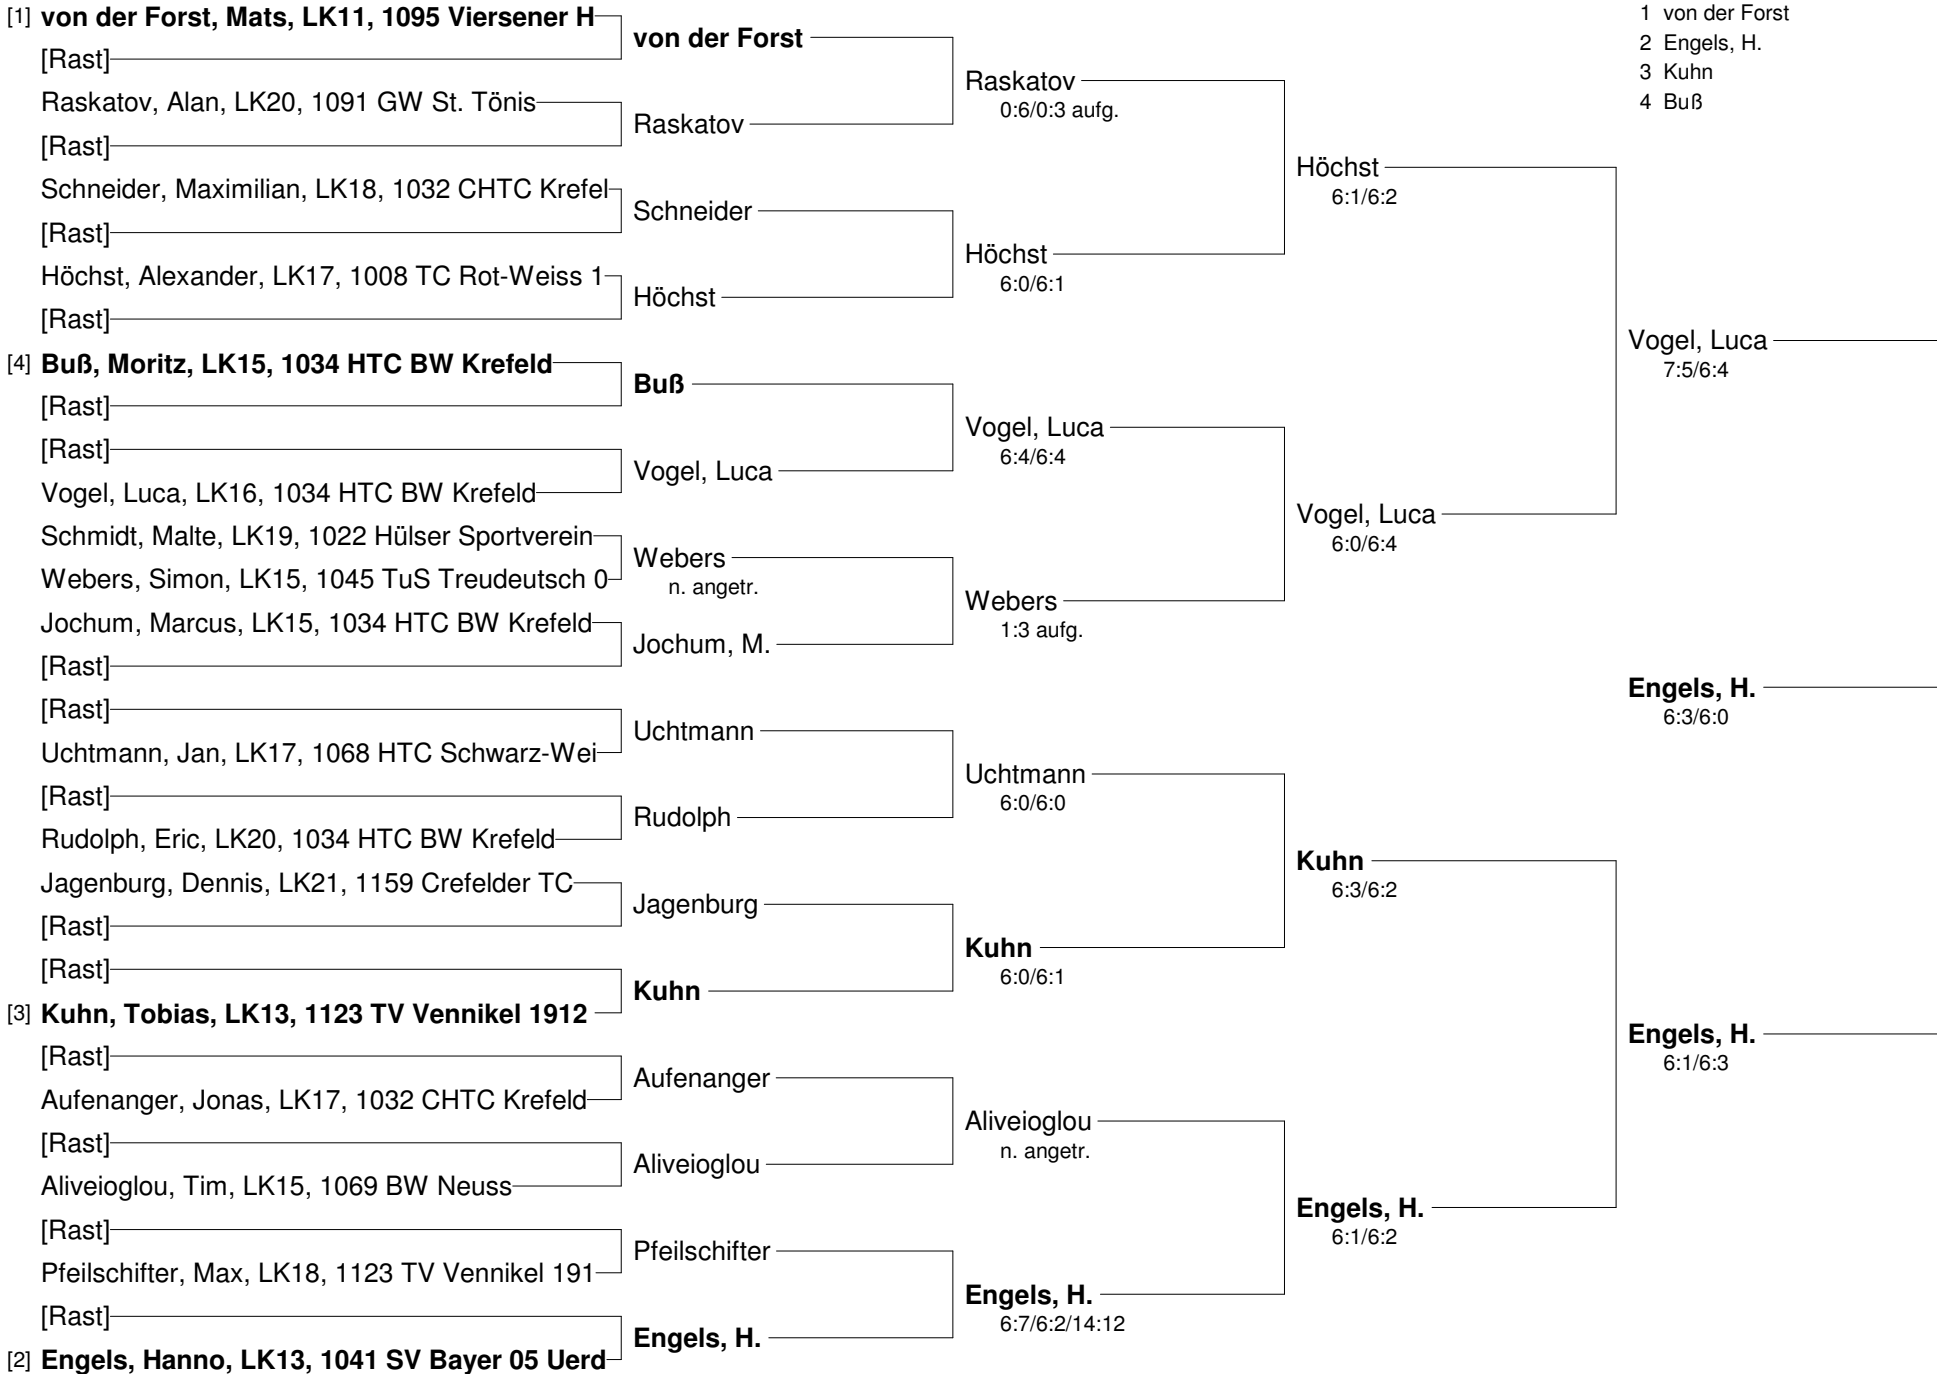 [1] von der Forst, Mats, LK11, 1095 Viersener H
[Rast]
Raskatov, Alan, LK20, 1091 GW St. Tönis
[Rast]
Schneider, Maximilian, LK18, 1032 CHTC Krefel
[Rast]
Höchst, Alexander, LK17, 1008 TC Rot-Weiss 1
[Rast]
[4] Buß, Moritz, LK15, 1034 HTC BW Krefeld
[Rast]
[Rast]
Vogel, Luca, LK16, 1034 HTC BW Krefeld
Schmidt, Malte, LK19, 1022 Hülser Sportverein
Webers, Simon, LK15, 1045 TuS Treudeutsch 0
Jochum, Marcus, LK15, 1034 HTC BW Krefeld
[Rast]
[Rast]
Uchtmann, Jan, LK17, 1068 HTC Schwarz-Wei
[Rast]
Rudolph, Eric, LK20, 1034 HTC BW Krefeld
Jagenburg, Dennis, LK21, 1159 Crefelder TC
[Rast]
[Rast]
[3] Kuhn, Tobias, LK13, 1123 TV Vennikel 1912
[Rast]
Aufenanger, Jonas, LK17, 1032 CHTC Krefeld
[Rast]
Aliveioglou, Tim, LK15, 1069 BW Neuss
[Rast]
Pfeilschifter, Max, LK18, 1123 TV Vennikel 191
[Rast]
[2] Engels, Hanno, LK13, 1041 SV Bayer 05 Uerd
von der Forst
Raskatov
Schneider
Höchst
Buß
Vogel, Luca
Webers
n. angetr.
Jochum, M.
Uchtmann
Rudolph
Jagenburg
Kuhn
Aufenanger
Aliveioglou
Pfeilschifter
Engels, H.
Raskatov
0:6/0:3 aufg.
Höchst
6:0/6:1
Vogel, Luca
6:4/6:4
Webers
1:3 aufg.
Uchtmann
6:0/6:0
Kuhn
6:0/6:1
Aliveioglou
n. angetr.
Engels, H.
6:7/6:2/14:12
Höchst
6:1/6:2
Vogel, Luca
6:0/6:4
Kuhn
6:3/6:2
Engels, H.
6:1/6:2
1 von der Forst
2 Engels, H.
3 Kuhn
4 Buß
Vogel, Luca
7:5/6:4
Engels, H.
6:3/6:0
Engels, H.
6:1/6:3